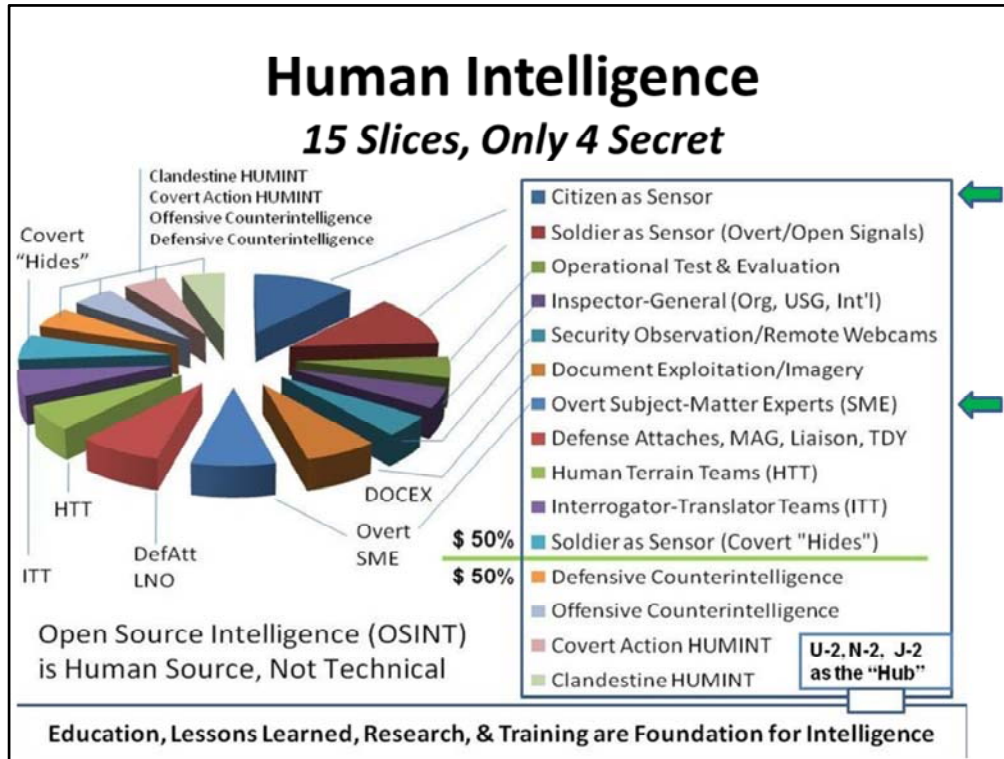 Human Intelligence
15 Slices, Only 4 Secret
Clandestine HUMINT
Covert Action HUMINT
Offensive Counterintelligence
Defensive Counterintelligence
Covert
"Hides"
HTT
ITT
DefAtt
LNO
Overt
SME
DOCEX
Citizen as Sensor
Soldier as Sensor (Overt/Open Signals)
Operational Test & Evaluation
Inspector-General (Org, USG, Int'l)
Security Observation/Remote Webcams
Document Exploitation/Imagery
Overt Subject-Matter Experts (SME)
Defense Attaches, MAG, Liaison, TDY
Human Terrain Teams (HTT)
Interrogator-Translator Teams (ITT)
$ 50%
Soldier as Sensor (Covert "Hides")
$ 50%
Defensive Counterintelligence
Offensive Counterintelligence
Covert Action HUMINT
Clandestine HUMINT
U-2, N-2, J-2
as the "Hub"
Open Source Intelligence (OSINT)
is Human Source, Not Technical
Education, Lessons Learned, Research, & Training are Foundation for Intelligence